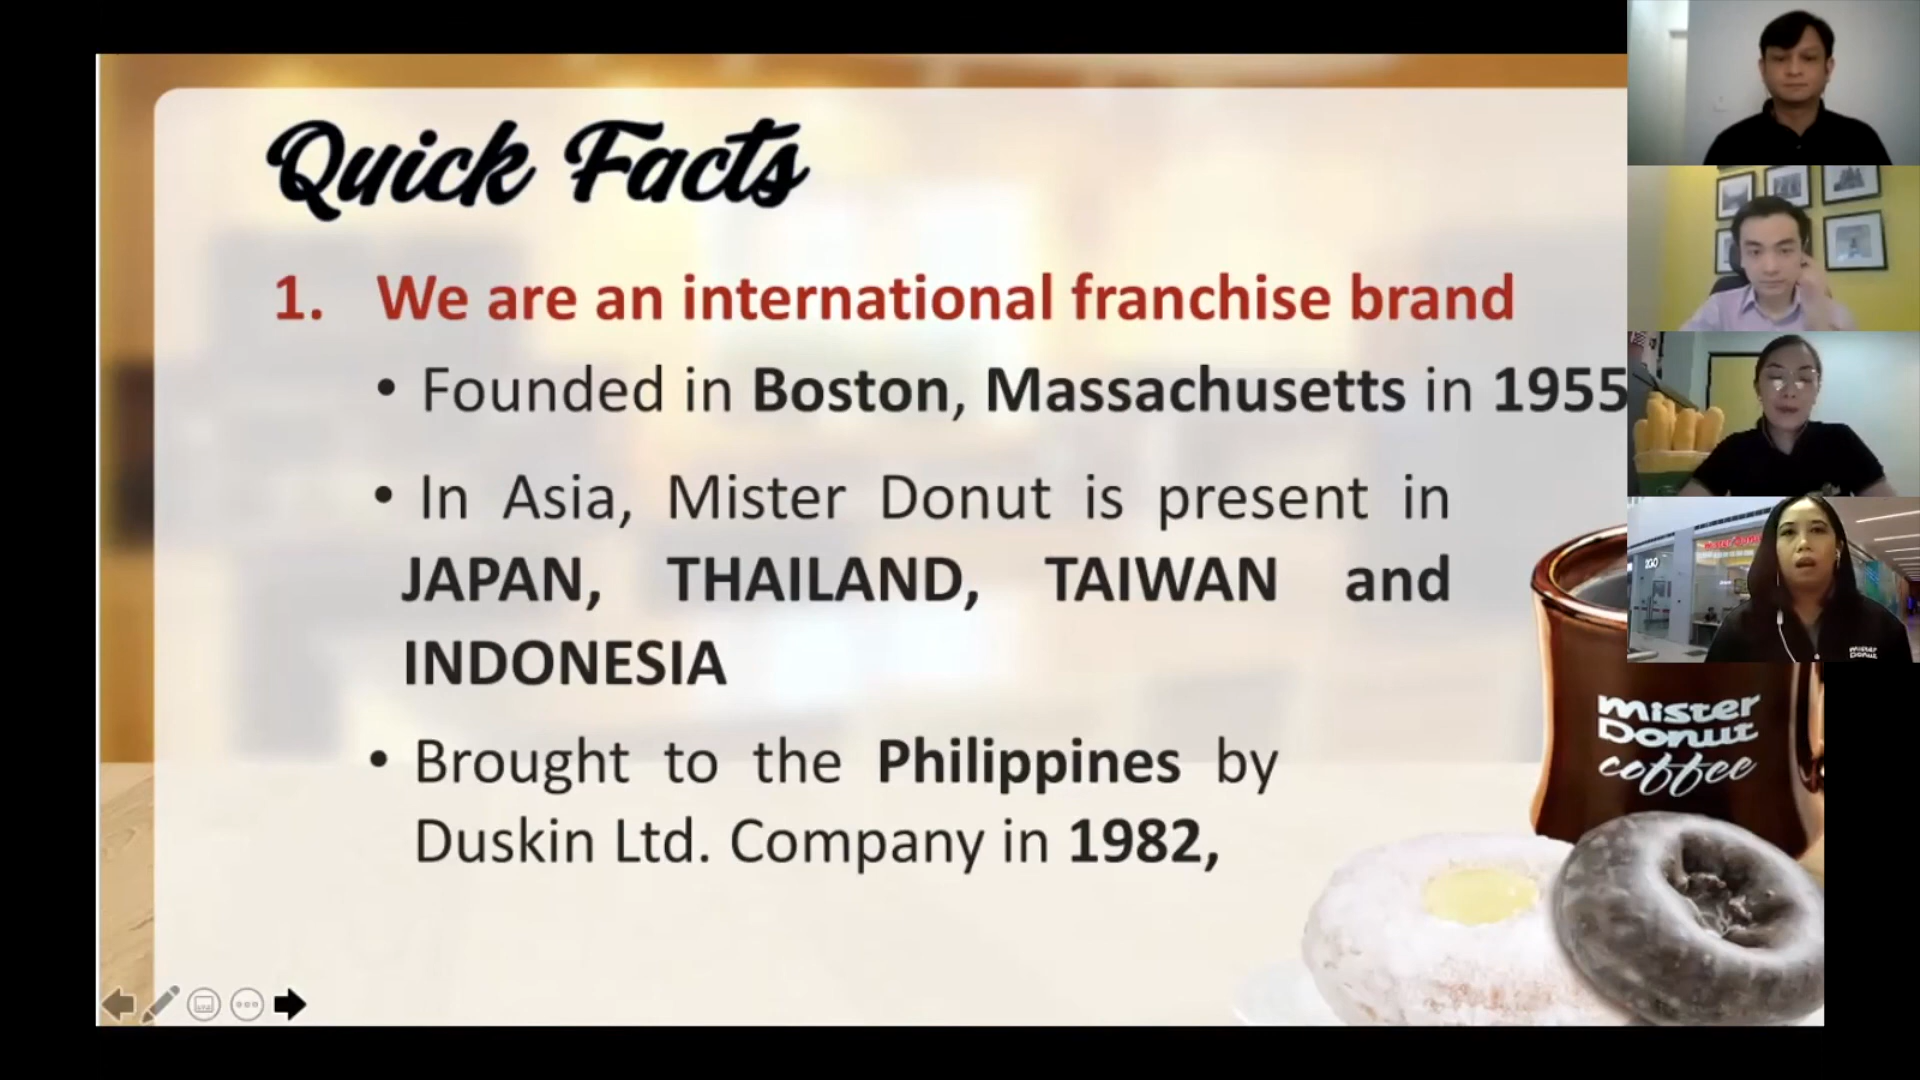 Quick Facts
1. We are an international franchise brand
• Founded in Boston, Massachusetts in 1955
• In Asia, Mister Donut is present in
JAPAN, THAILAND, TAIWAN and
INDONESIA
• Brought to the Philippines by
Duskin Ltd. Company in 1982,
mister
Donut
coffee
mister
Donut